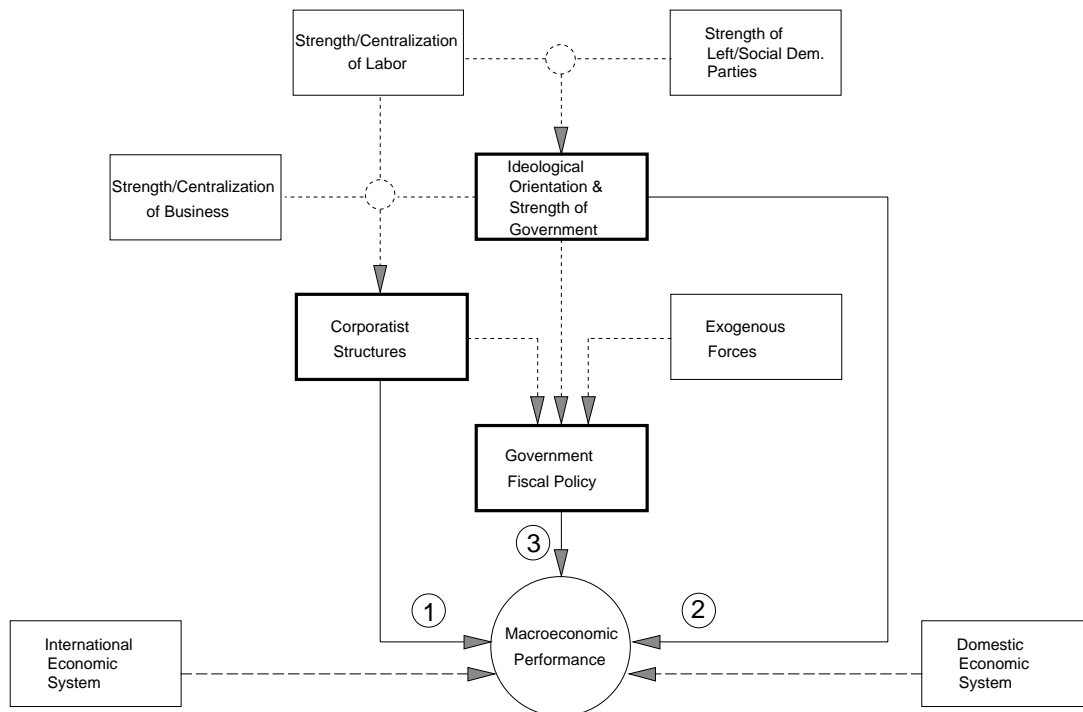 Strength/Centralization
of Labor
Strength of
Left/Social Dem.
Parties
Strength/Centralization
of Business
Ideological
Orientation &
Strength of
Government
Corporatist
Structures
Exogenous
Forces
Government
Fiscal Policy
3
1
2
Macroeconomic
Performance
International
Economic
System
Domestic
Economic
System